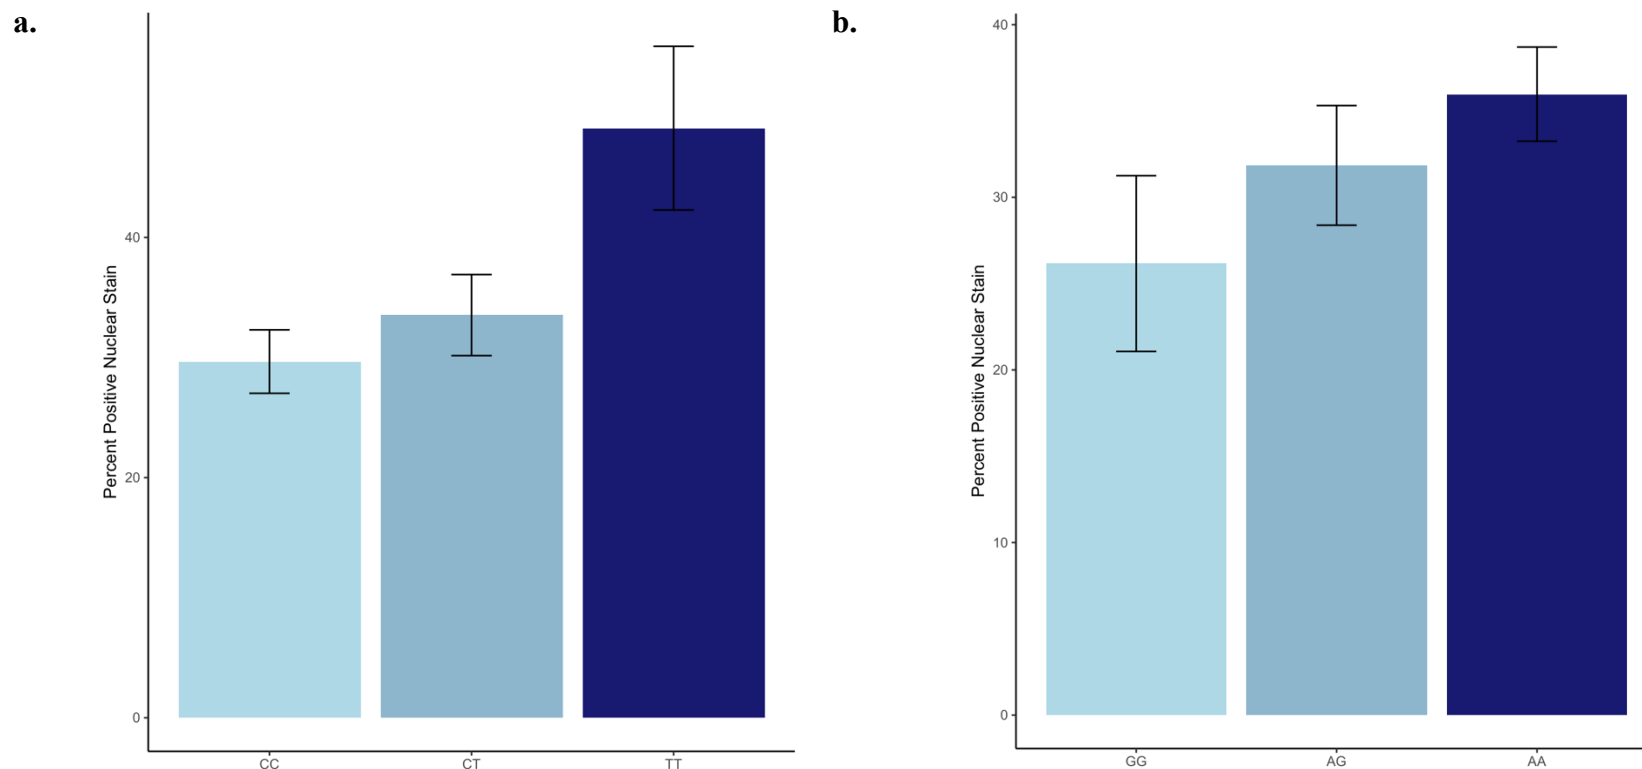 a.
Percent Positive Nuclear Stain
40
20
0
CC CT TT
b.
Percent Positive Nuclear Stain
40
30
20
10
0
GG AG AA